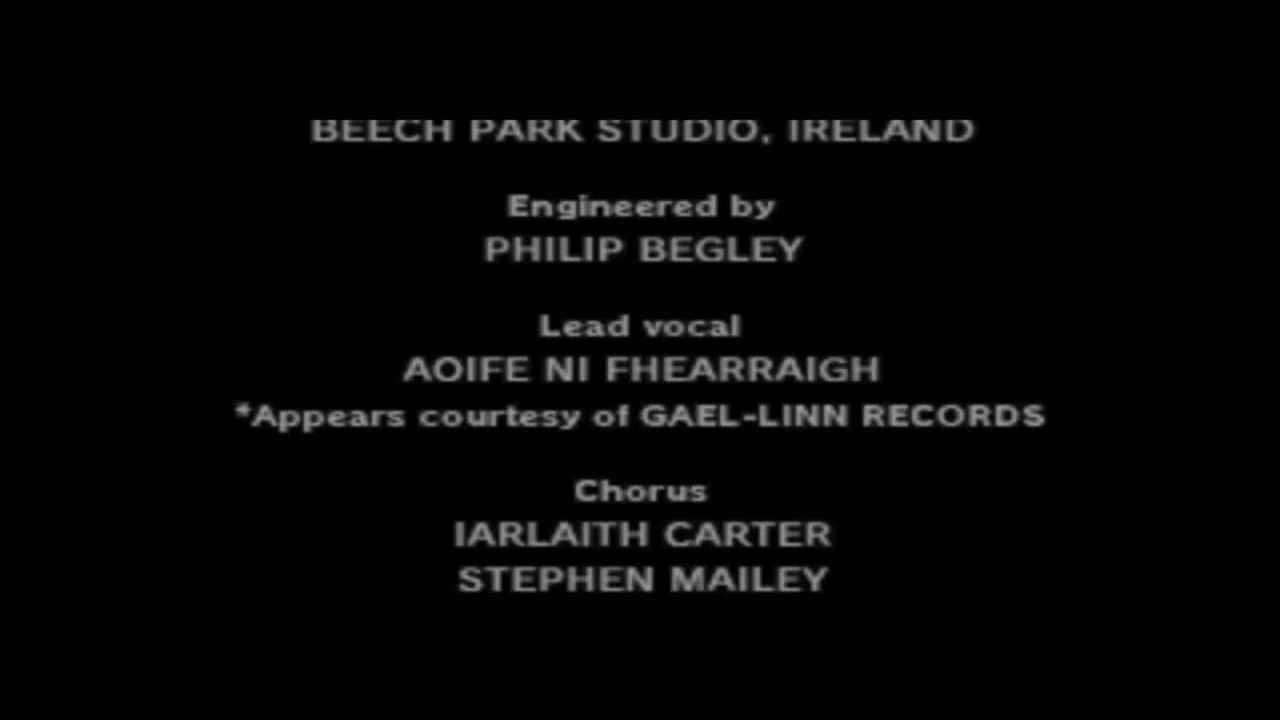 BEECH PARK STUDIO, IRELAND
Engineered by
PHILIP BEGLEY
Lead vocal
AOIFE NI FHEARRAIGH
*Appears courtesy of GAEL-LINN RECORDS
Chorus
IARLAITH CARTER
STEPHEN MAILEY